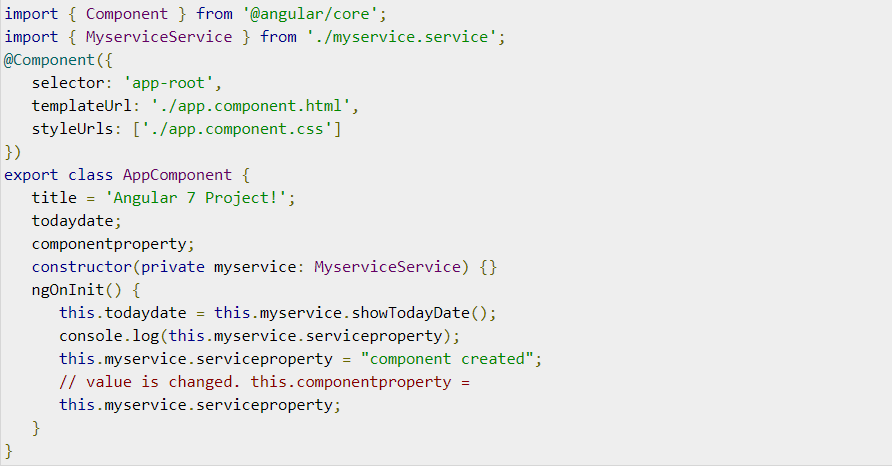 import { Component } from '@angular/core';
import { MyserviceService } from './myservice.service';
@Component({
   selector: 'app-root',
   templateUrl: './app.component.html',
   styleUrls: ['./app.component.css']
})
export class AppComponent {
   title = 'Angular 7 Project!';
   todaydate;
   componentproperty;
   constructor(private myservice: MyserviceService) {}
   ngOnInit() {
      this.todaydate = this.myservice.showTodayDate();
      console.log(this.myservice.serviceproperty);
      this.myservice.serviceproperty = "component created";
      // value is changed. this.componentproperty =
      this.myservice.serviceproperty;
   }
}